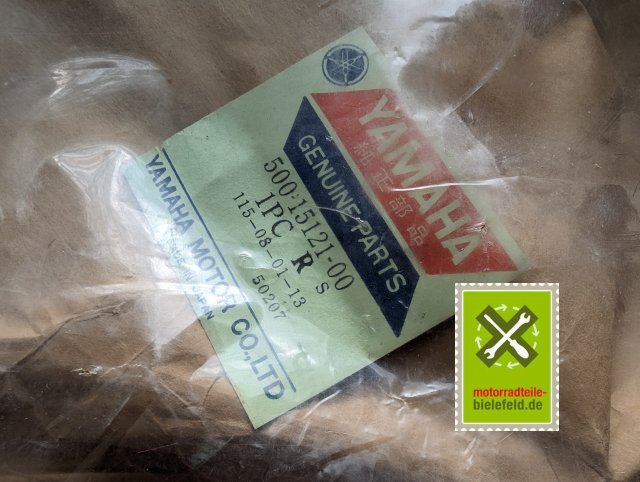 YAMAHA
純正部品
GENUINE PARTS
500-15121-00
1PC R S
115-08-01-13
50207
YAMAHA MOTOR CO.,LTD
JAPAN
motorradteile-
bielefeld.de